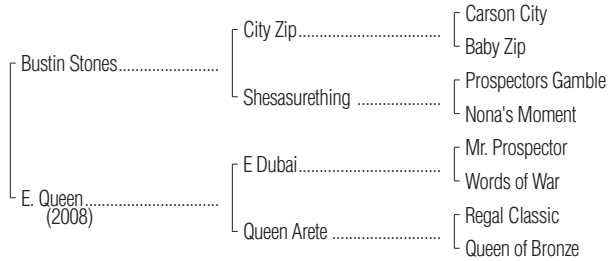 Carson City
City Zip
Baby Zip
Bustin Stones
Prospectors Gamble
Shesasurething
Nona's Moment
Mr. Prospector
E Dubai
Words of War
E. Queen
(2008)
Regal Classic
Queen Arete
Queen of Bronze